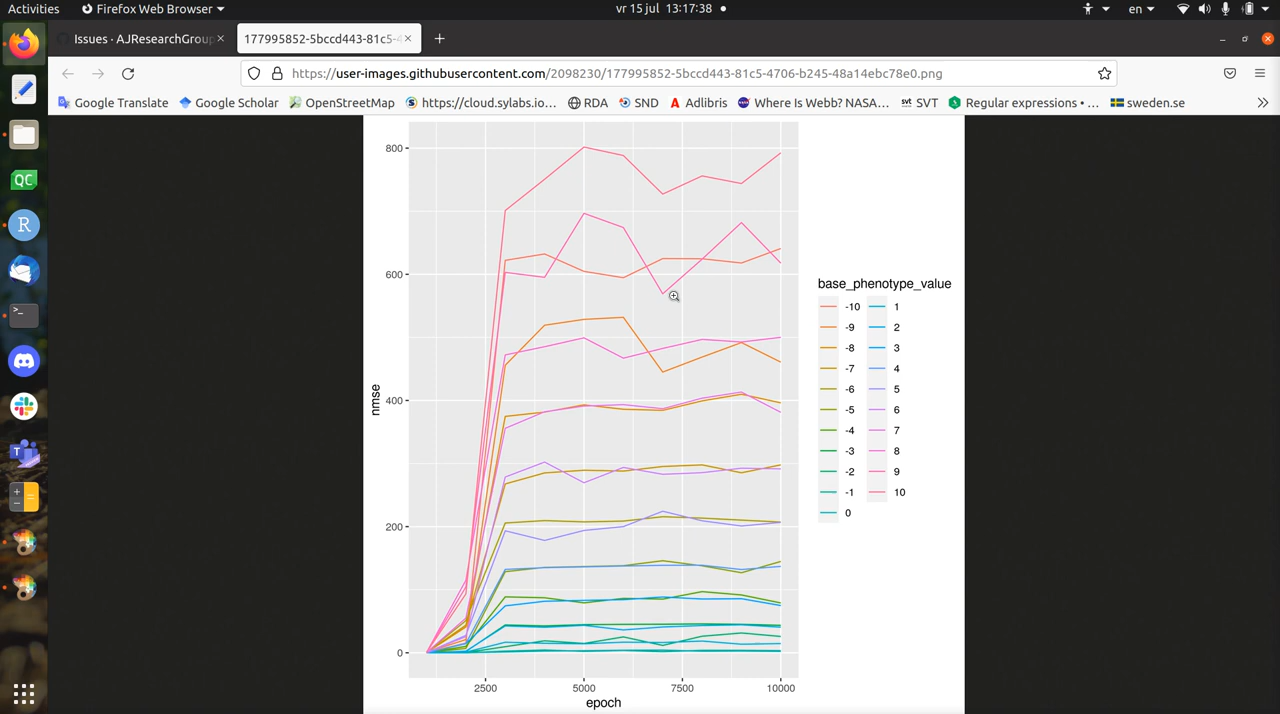 Activities Firefox Web Browser vr 15 jul 13:17:38 en
Issues · AJResearchGroup 177995852-5bccd443-81c5-4
https://user-images.githubusercontent.com/2098230/177995852-5bccd443-81c5-4706-b245-48a14ebc78e0.png
Google Translate Google Scholar OpenStreetMap https://cloud.sylabs.io… RDA SND Adlibris Where Is Webb? NASA… SVT Regular expressions • … sweden.se
QC
R
800
600
400
200
0
nmse
2500 5000 7500 10000
epoch
base_phenotype_value
-10 1
-9 2
-8 3
-7 4
-6 5
-5 6
-4 7
-3 8
-2 9
-1 10
0